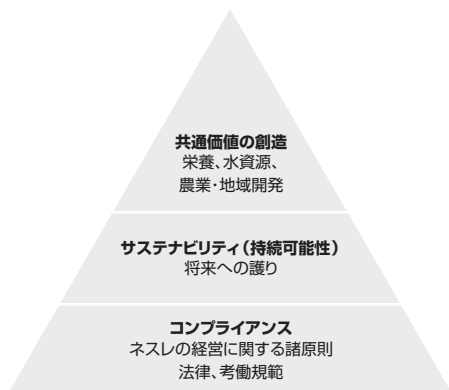 共通価値の創造
栄養、水資源、
農業・地域開発
サステナビリティ（持続可能性）
将来への護り
コンプライアンス
ネスレの経営に関する諸原則
法律、考働規範